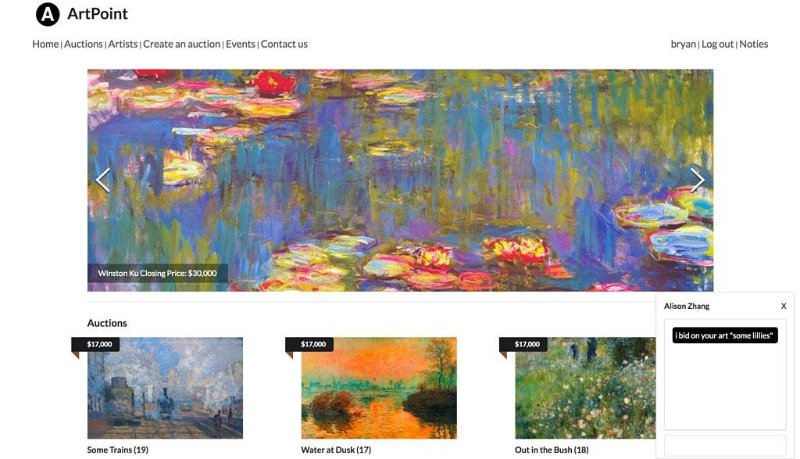 A ArtPoint
Home | Auctions | Artists | Create an auction | Events | Contact us
bryan | Log out | Noties
Winston Ku Closing Price: $30,000
Alison Zhang X
i bid on your art "some lillies"
Auctions
$17,000
$17,000
$17,000
Some Trains (19)
Water at Dusk (17)
Out in the Bush (18)